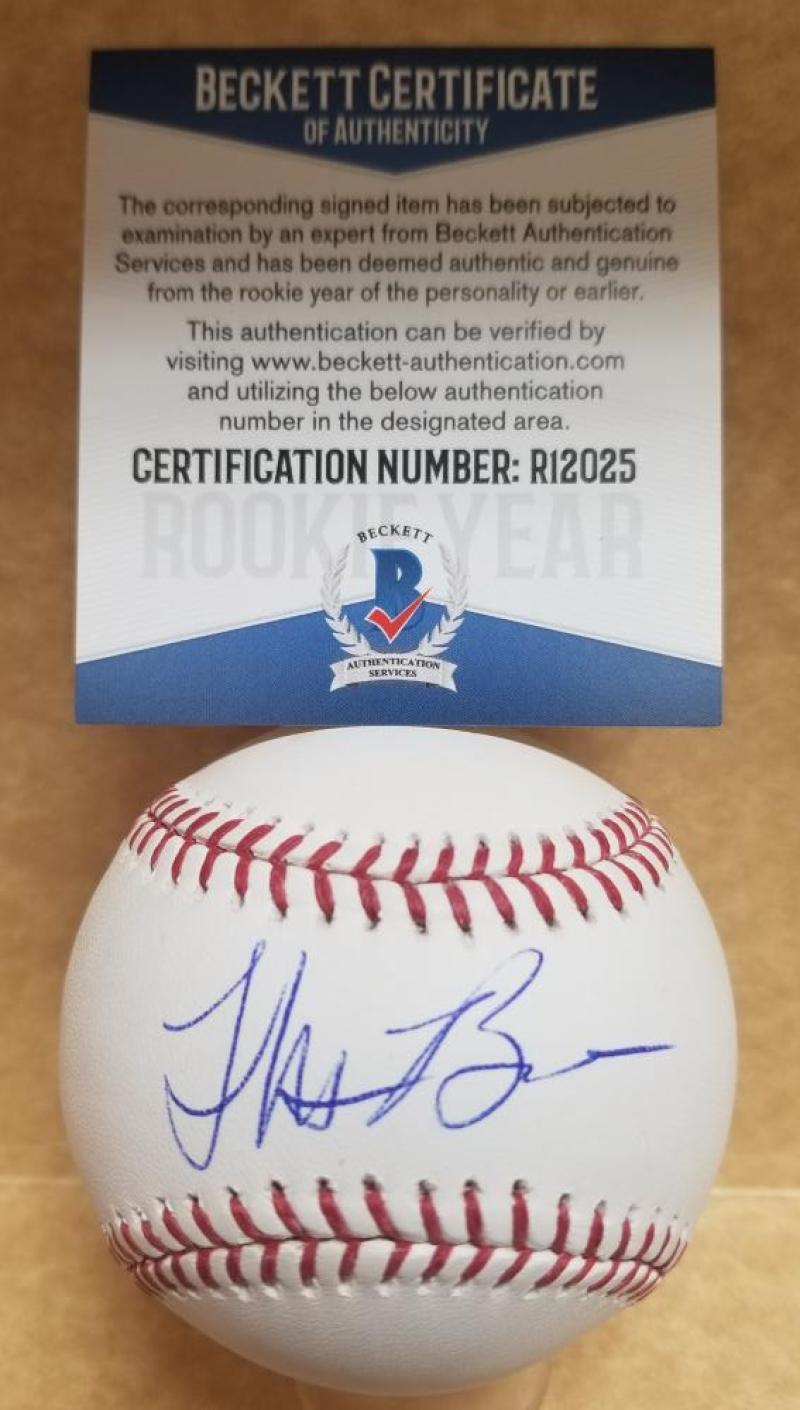 BECKETT CERTIFICATE
OF AUTHENTICITY
The corresponding signed item has been subjected to
examination by an expert from Beckett Authentication
Services and has been deemed authentic and genuine
from the rookie year of the personality or earlier.
This authentication can be verified by
visiting www.beckett-authentication.com
and utilizing the below authentication
number in the designated area.
CERTIFICATION NUMBER: R12025
ROOKIE YEAR
BECKETT
B
AUTHENTICATION
SERVICES